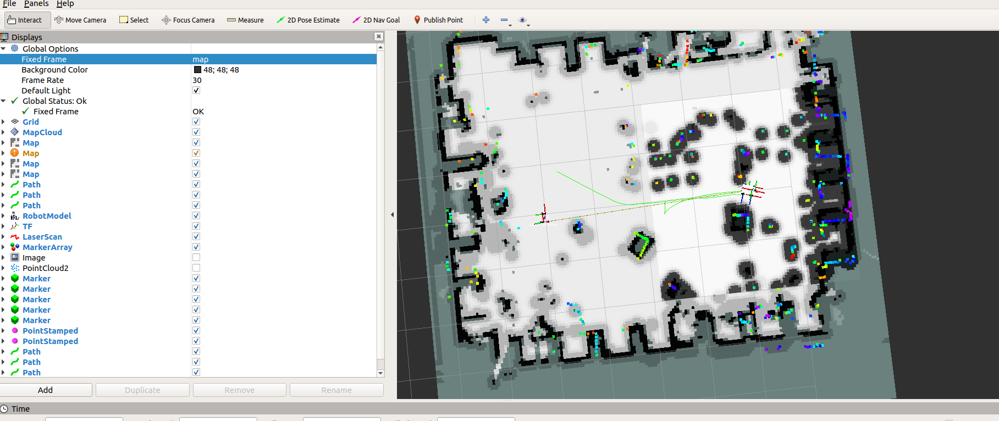 File Panels Help
Interact Move Camera Select Focus Camera Measure 2D Pose Estimate 2D Nav Goal Publish Point
Displays
Global Options
Fixed Frame map
Background Color 48; 48; 48
Frame Rate 30
Default Light
Global Status: Ok
Fixed Frame OK
Grid
MapCloud
Map
Map
Map
Map
Path
Path
Path
RobotModel
TF
LaserScan
MarkerArray
Image
PointCloud2
Marker
Marker
Marker
Marker
Marker
PointStamped
PointStamped
Path
Path
Path
Add Duplicate Remove Rename
Time